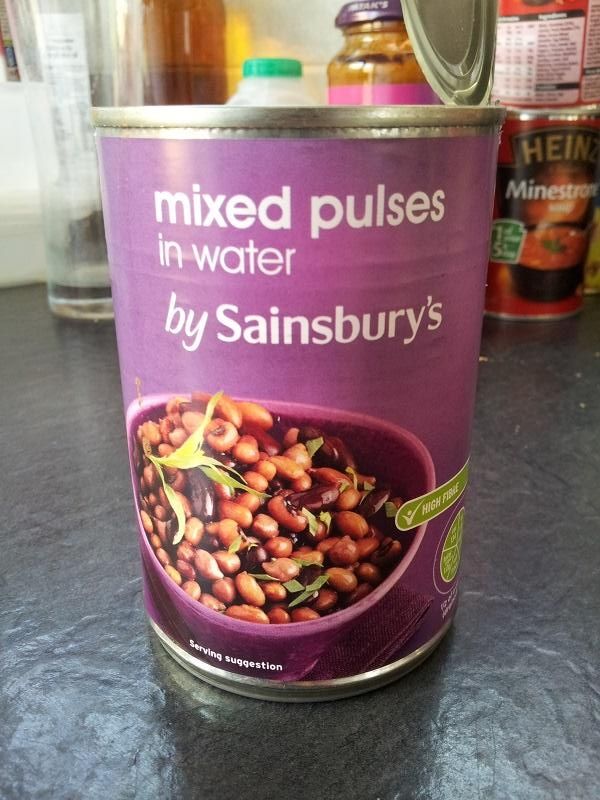 mixed pulses
in water
by Sainsbury's
HIGH FIBRE
Serving suggestion
HEINZ
Minestrone